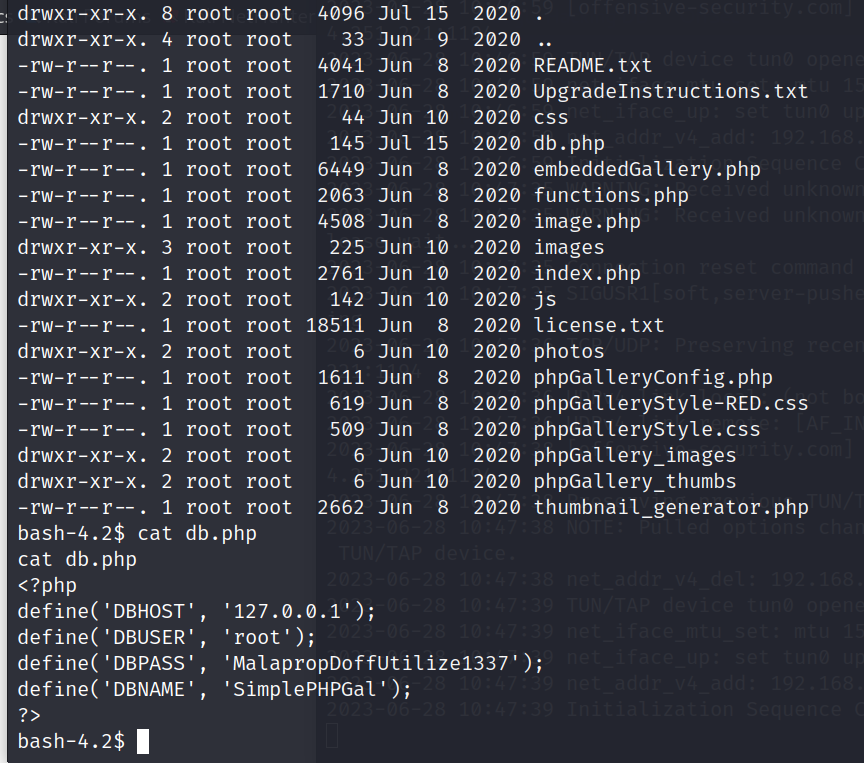 drwxr-xr-x. 8 root root  4096 Jul 15  2020 .
drwxr-xr-x. 4 root root    33 Jun  9  2020 ..
-rw-r--r--. 1 root root  4041 Jun  8  2020 README.txt
-rw-r--r--. 1 root root  1710 Jun  8  2020 UpgradeInstructions.txt
drwxr-xr-x. 2 root root    44 Jun 10  2020 css
-rw-r--r--. 1 root root   145 Jul 15  2020 db.php
-rw-r--r--. 1 root root  6449 Jun  8  2020 embeddedGallery.php
-rw-r--r--. 1 root root  2063 Jun  8  2020 functions.php
-rw-r--r--. 1 root root  4508 Jun  8  2020 image.php
drwxr-xr-x. 3 root root   225 Jun 10  2020 images
-rw-r--r--. 1 root root  2761 Jun 10  2020 index.php
drwxr-xr-x. 2 root root   142 Jun 10  2020 js
-rw-r--r--. 1 root root 18511 Jun  8  2020 license.txt
drwxr-xr-x. 2 root root     6 Jun 10  2020 photos
-rw-r--r--. 1 root root  1611 Jun  8  2020 phpGalleryConfig.php
-rw-r--r--. 1 root root   619 Jun  8  2020 phpGalleryStyle-RED.css
-rw-r--r--. 1 root root   509 Jun  8  2020 phpGalleryStyle.css
drwxr-xr-x. 2 root root     6 Jun 10  2020 phpGallery_images
drwxr-xr-x. 2 root root     6 Jun 10  2020 phpGallery_thumbs
-rw-r--r--. 1 root root  2662 Jun  8  2020 thumbnail_generator.php
bash-4.2$ cat db.php
cat db.php
<?php
define('DBHOST', '127.0.0.1');
define('DBUSER', 'root');
define('DBPASS', 'MalapropDoffUtilize1337');
define('DBNAME', 'SimplePHPGal');
?>
bash-4.2$